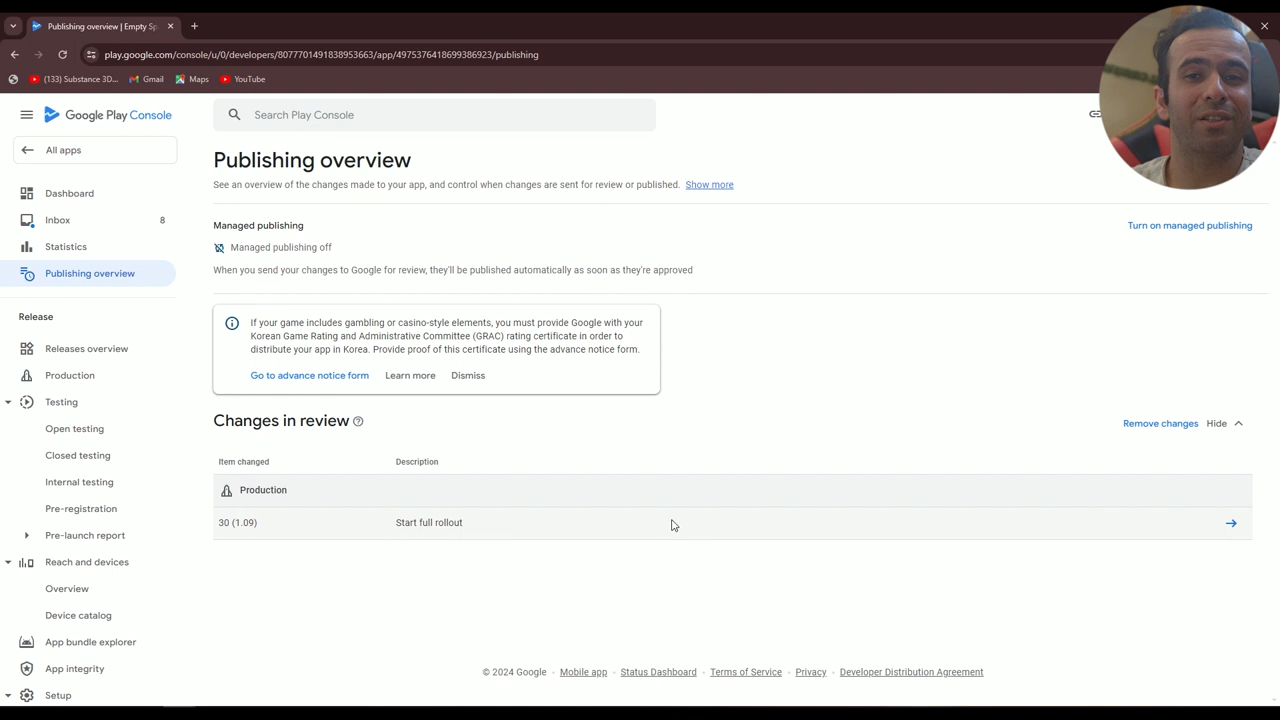 Publishing overview | Empty Sp
play.google.com/console/u/0/developers/8077701491838953663/app/4975376418699386923/publishing
(133) Substance 3D...
Gmail
Maps
YouTube
Google Play Console
Search Play Console
All apps
Dashboard
Inbox
8
Statistics
Publishing overview
Release
Releases overview
Production
Testing
Open testing
Closed testing
Internal testing
Pre-registration
Pre-launch report
Reach and devices
Overview
Device catalog
App bundle explorer
App integrity
Setup
Publishing overview
See an overview of the changes made to your app, and control when changes are sent for review or published. Show more
Managed publishing
Turn on managed publishing
Managed publishing off
When you send your changes to Google for review, they'll be published automatically as soon as they're approved
If your game includes gambling or casino-style elements, you must provide Google with your
Korean Game Rating and Administrative Committee (GRAC) rating certificate in order to
distribute your app in Korea. Provide proof of this certificate using the advance notice form.
Go to advance notice form
Learn more
Dismiss
Changes in review
Remove changes
Hide
Item changed
Description
Production
30 (1.09)
Start full rollout
© 2024 Google · Mobile app · Status Dashboard · Terms of Service · Privacy · Developer Distribution Agreement